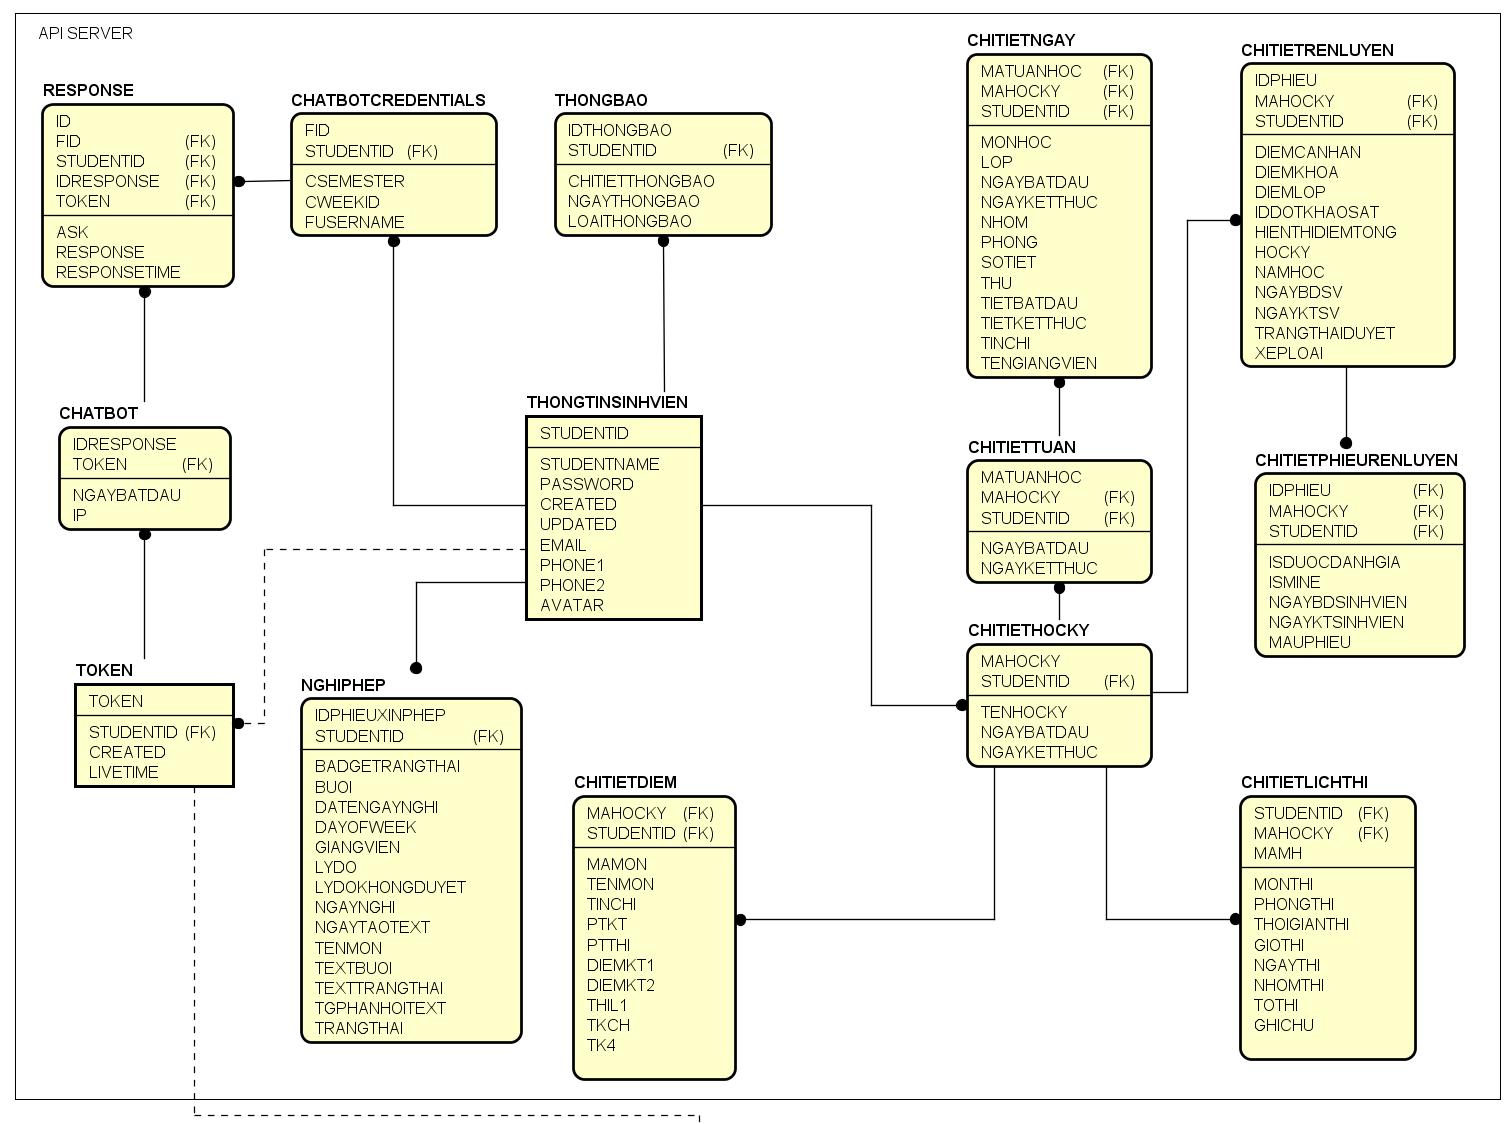 API SERVER
RESPONSE
ID
FID (FK)
STUDENTID (FK)
IDRESPONSE (FK)
TOKEN (FK)
ASK
RESPONSE
RESPONSETIME
CHATBOTCREDENTIALS
FID
STUDENTID (FK)
CSEMESTER
CWEEKID
FUSERNAME
THONGBAO
IDTHONGBAO
STUDENTID (FK)
CHITIETTHONGBAO
NGAYTHONGBAO
LOAITHONGBAO
CHITIETNGAY
MATUANHOC (FK)
MAHOCKY (FK)
STUDENTID (FK)
MONHOC
LOP
NGAYBATDAU
NGAYKETTHUC
NHOM
PHONG
SOTIET
THU
TIETBATDAU
TIETKETTHUC
TINCHI
TENGIANGVIEN
CHITIETRENLUYEN
IDPHIEU
MAHOCKY (FK)
STUDENTID (FK)
DIEMCANHAN
DIEMKHOA
DIEMLOP
IDDOTKHAOSAT
HIENTHIDIEMTONG
HOCKY
NAMHOC
NGAYBDSV
NGAYKTSV
TRANGTHAIDUYET
XEPLOAI
CHATBOT
IDRESPONSE
TOKEN (FK)
NGAYBATDAU
IP
THONGTINSINHVIEN
STUDENTID
STUDENTNAME
PASSWORD
CREATED
UPDATED
EMAIL
PHONE1
PHONE2
AVATAR
CHITIETTUAN
MATUANHOC
MAHOCKY (FK)
STUDENTID (FK)
NGAYBATDAU
NGAYKETTHUC
CHITIETPHIEURENLUYEN
IDPHIEU (FK)
MAHOCKY (FK)
STUDENTID (FK)
ISDUOCDANHGIA
ISMINE
NGAYBDSINHVIEN
NGAYKTSINHVIEN
MAUPHIEU
TOKEN
TOKEN
STUDENTID (FK)
CREATED
LIVETIME
NGHIPHEP
IDPHIEUXINPHEP
STUDENTID (FK)
BADGETRANGTHAI
BUOI
DATENGAYNGHI
DAYOFWEEK
GIANGVIEN
LYDO
LYDOKHONGDUYET
NGAYNGHI
NGAYTAOTEXT
TENMON
TEXTBUOI
TEXTTRANGTHAI
TGPHANHOITEXT
TRANGTHAI
CHITIETHOCKY
MAHOCKY
STUDENTID (FK)
TENHOCKY
NGAYBATDAU
NGAYKETTHUC
CHITIETDIEM
MAHOCKY (FK)
STUDENTID (FK)
MAMON
TENMON
TINCHI
PTKT
PTTHI
DIEMKT1
DIEMKT2
THIL1
TKCH
TK4
CHITIETLICHTHI
STUDENTID (FK)
MAHOCKY (FK)
MAMH
MONTHI
PHONGTHI
THOIGIANTHI
GIOTHI
NGAYTHI
NHOMTHI
TOTHI
GHICHU